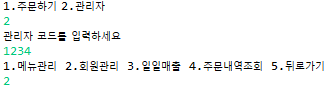 1.주문하기 2.관리자
2
관리자 코드를 입력하세요
1234
1.메뉴관리 2.회원관리 3.일일매출 4.주문내역조회 5.뒤로가기
2